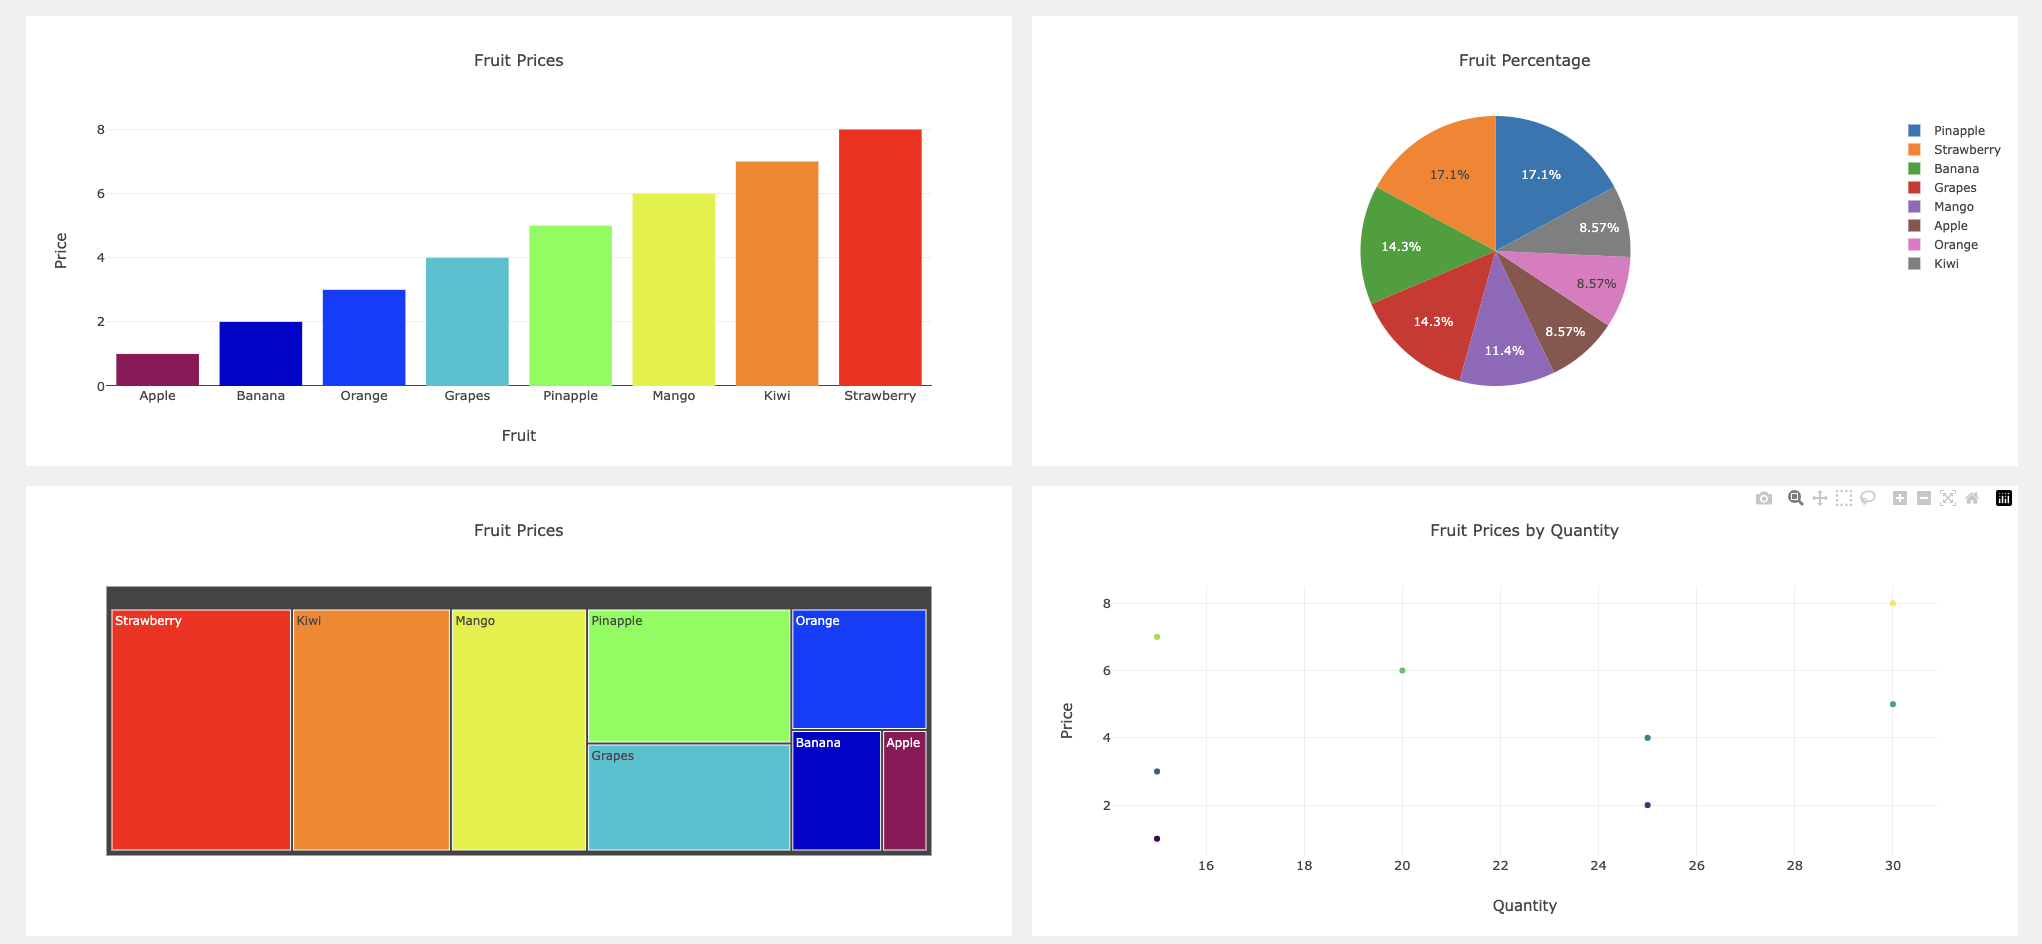 Fruit Prices
8
6
4
2
0
Price
Apple Banana Orange Grapes Pinapple Mango Kiwi Strawberry
Fruit
Fruit Percentage
17.1% 17.1%
8.57%
14.3%
8.57%
14.3%
8.57%
11.4%
Pinapple
Strawberry
Banana
Grapes
Mango
Apple
Orange
Kiwi
Fruit Prices
Strawberry Kiwi Mango Pinapple Orange
Banana Apple
Grapes
Fruit Prices by Quantity
8
6
4
2
Price
16 18 20 22 24 26 28 30
Quantity